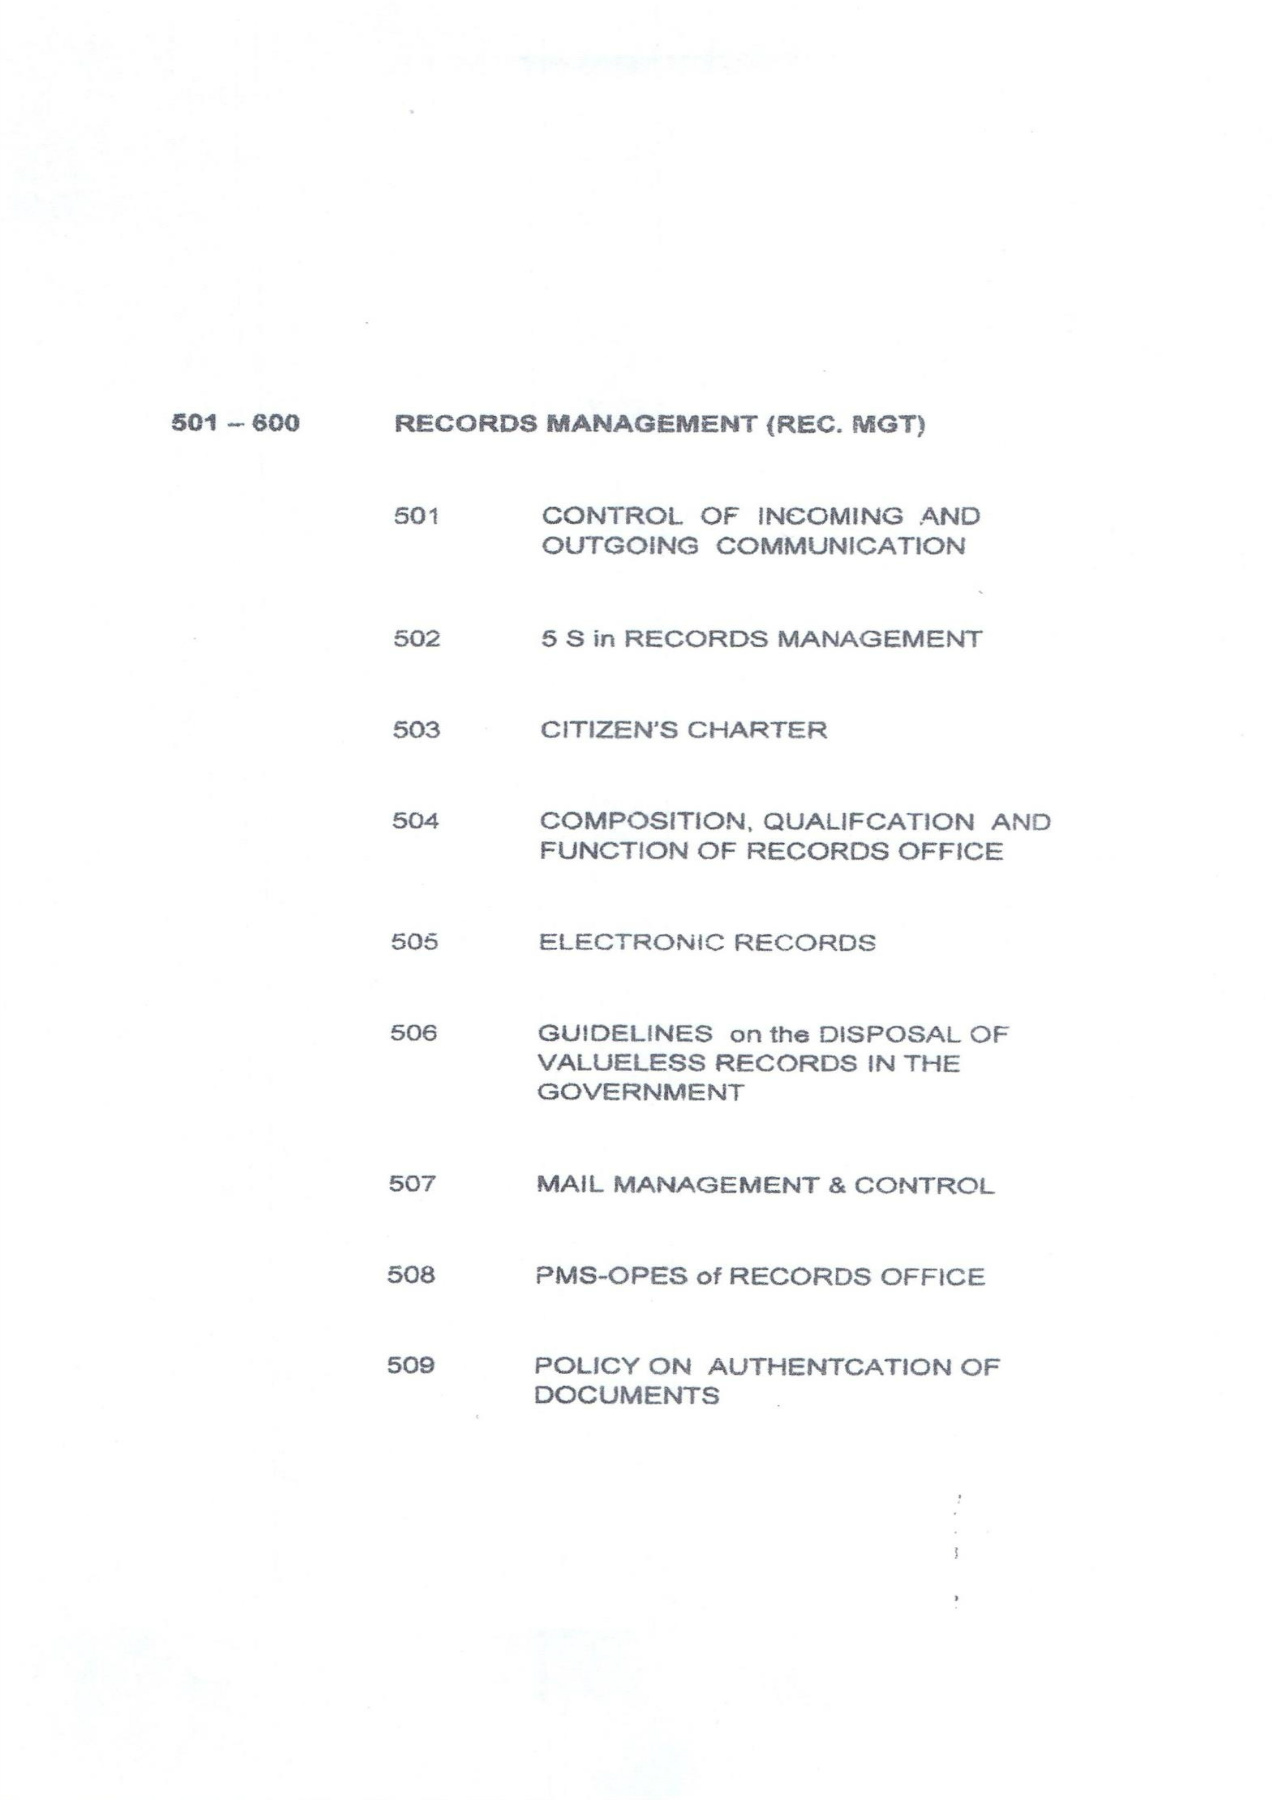 501 – 600 RECORDS MANAGEMENT (REC. MGT)
501 CONTROL OF INCOMING AND
OUTGOING COMMUNICATION
502 5 S in RECORDS MANAGEMENT
503 CITIZEN'S CHARTER
504 COMPOSITION, QUALIFCATION AND
FUNCTION OF RECORDS OFFICE
505 ELECTRONIC RECORDS
506 GUIDELINES on the DISPOSAL OF
VALUELESS RECORDS IN THE
GOVERNMENT
507 MAIL MANAGEMENT & CONTROL
508 PMS-OPES of RECORDS OFFICE
509 POLICY ON AUTHENTCATION OF
DOCUMENTS